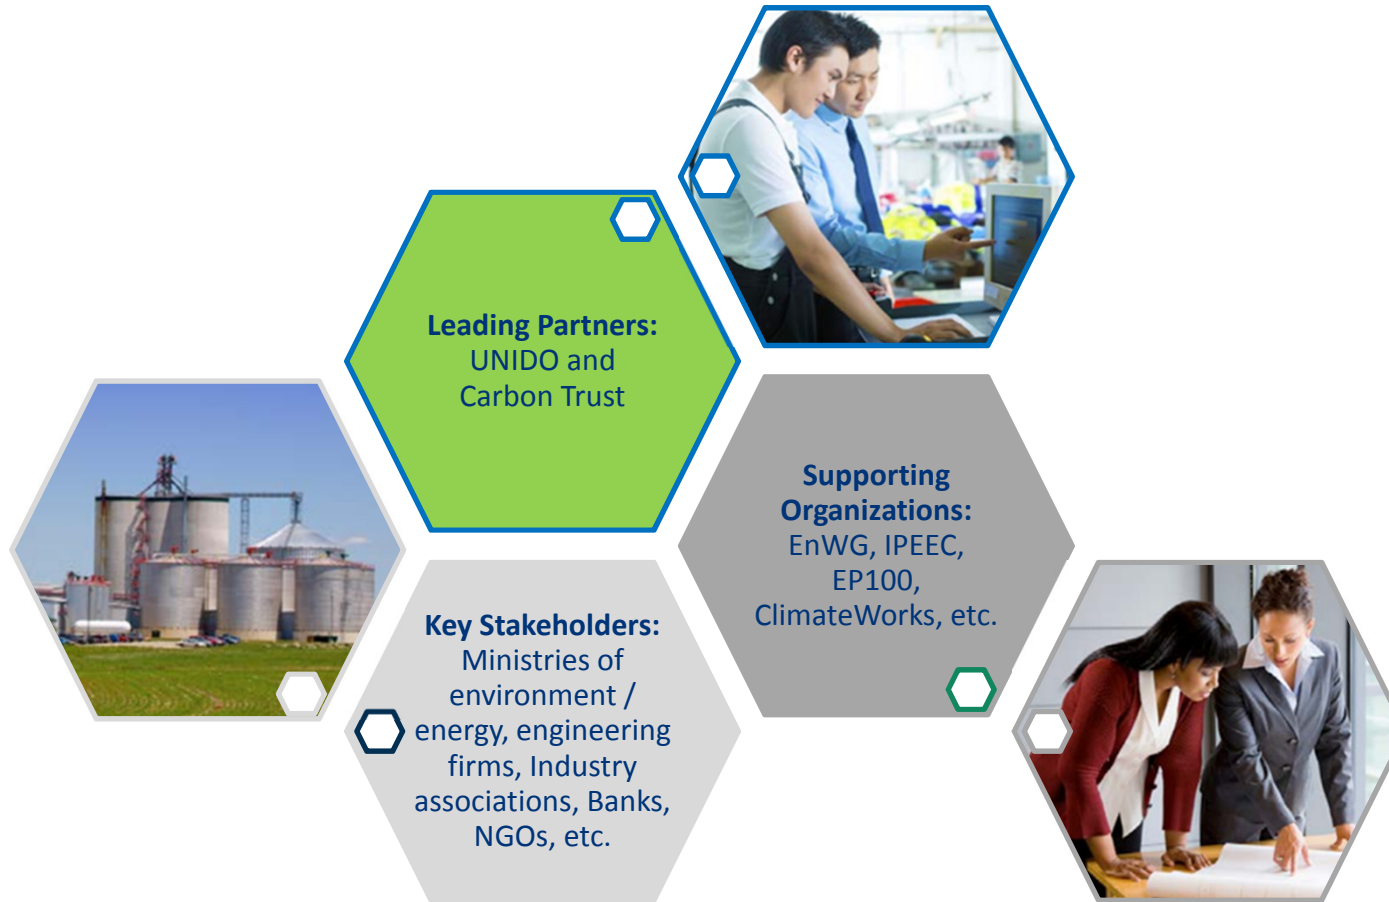 Leading Partners:
UNIDO and
Carbon Trust
Supporting
Organizations:
EnWG, IPEEC,
EP100,
ClimateWorks, etc.
Key Stakeholders:
Ministries of
environment /
energy, engineering
firms, Industry
associations, Banks,
NGOs, etc.